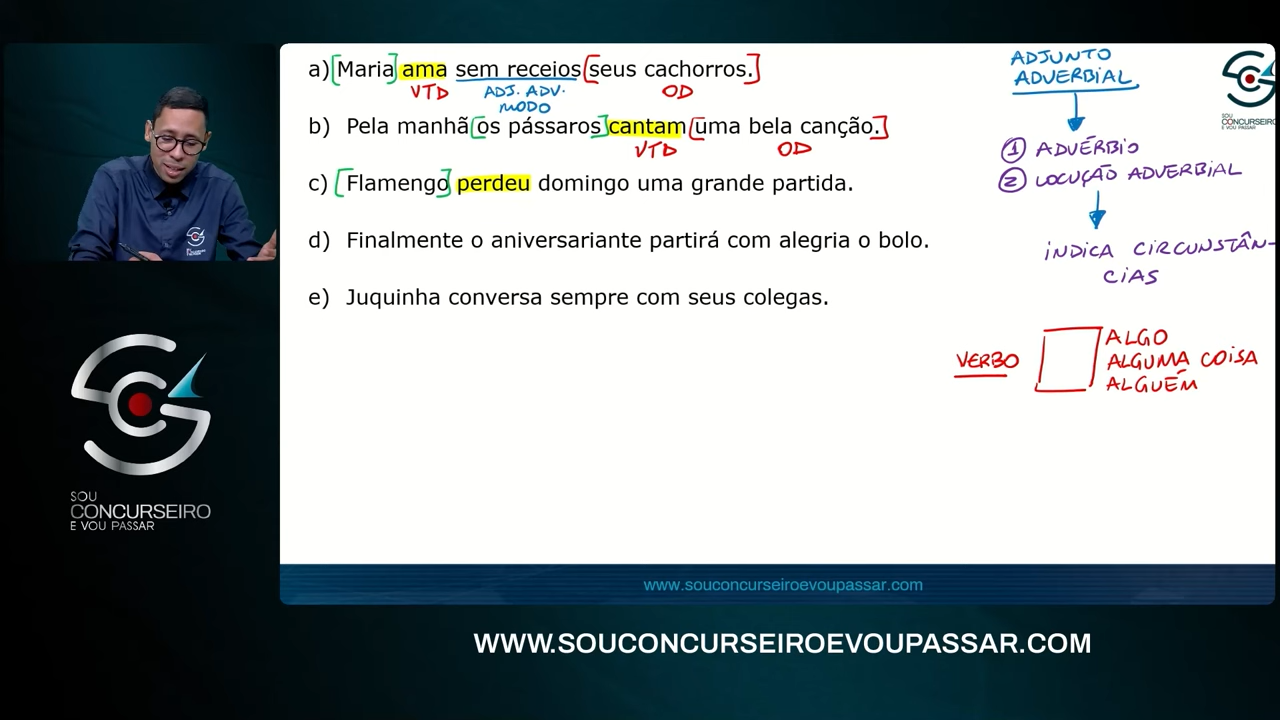 a) Maria ama sem receios seus cachorros.
VTD ADJ. ADV. MODO OD
b) Pela manhã os pássaros cantam uma bela canção.
VTD OD
c) Flamengo perdeu domingo uma grande partida.
d) Finalmente o aniversariante partirá com alegria o bolo.
e) Juquinha conversa sempre com seus colegas.
ADJUNTO
ADVERBIAL
1 ADVÉRBIO
2 LOCUÇÃO ADVERBIAL
INDICA CIRCUNSTÂN-
CIAS
VERBO
ALGO
ALGUMA COISA
ALGUÉM
SOU
CONCURSEIRO
E VOU PASSAR
SOU
CONCURSEIRO
E VOU PASSAR
www.souconcurseiroevoupassar.com
WWW.SOUCONCURSEIROEVOUPASSAR.COM